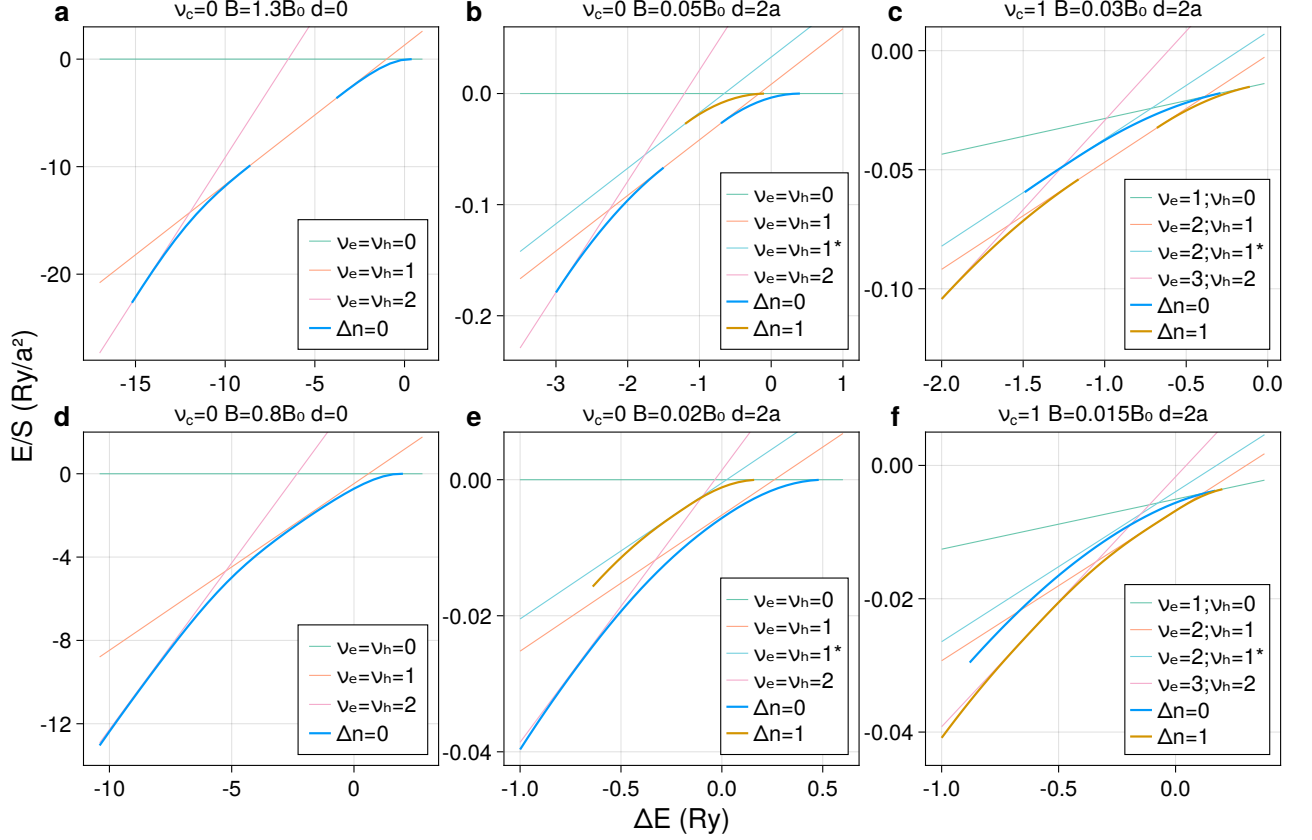 a
ν꜀=0 B=1.3B₀ d=0
0
-10
-20
-15
-10
-5
0
νₑ=νₕ=0
νₑ=νₕ=1
νₑ=νₕ=2
Δn=0
b
ν꜀=0 B=0.05B₀ d=2a
0.0
-0.1
-0.2
-3
-2
-1
0
1
νₑ=νₕ=0
νₑ=νₕ=1
νₑ=νₕ=1*
νₑ=νₕ=2
Δn=0
Δn=1
c
ν꜀=1 B=0.03B₀ d=2a
0.00
-0.05
-0.10
-2.0
-1.5
-1.0
-0.5
0.0
νₑ=1;νₕ=0
νₑ=2;νₕ=1
νₑ=2;νₕ=1*
νₑ=3;νₕ=2
Δn=0
Δn=1
E/S (Ry/a²)
d
ν꜀=0 B=0.8B₀ d=0
0
-4
-8
-12
-10
-5
0
νₑ=νₕ=0
νₑ=νₕ=1
νₑ=νₕ=2
Δn=0
e
ν꜀=0 B=0.02B₀ d=2a
0.00
-0.02
-0.04
-1.0
-0.5
0.0
0.5
νₑ=νₕ=0
νₑ=νₕ=1
νₑ=νₕ=1*
νₑ=νₕ=2
Δn=0
Δn=1
f
ν꜀=1 B=0.015B₀ d=2a
0.00
-0.02
-0.04
-1.0
-0.5
0.0
νₑ=1;νₕ=0
νₑ=2;νₕ=1
νₑ=2;νₕ=1*
νₑ=3;νₕ=2
Δn=0
Δn=1
ΔE (Ry)